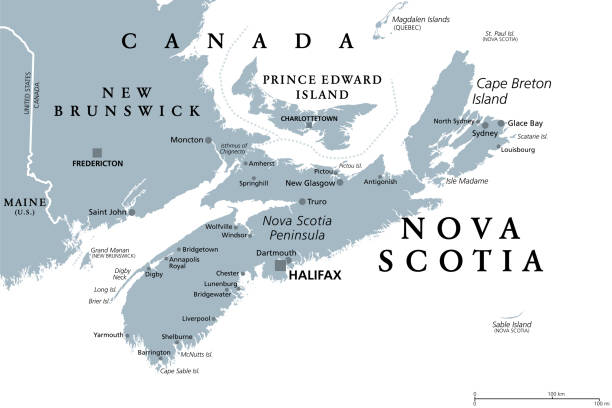 Magdalen Islands
(QUEBEC)
St. Paul Isl.
(NOVA SCOTIA)
CANADA
UNITED STATES
CANADA
NEW
BRUNSWICK
PRINCE EDWARD
ISLAND
CHARLOTTETOWN
Cape Breton
Island
North Sydney
Glace Bay
Sydney
Scatarie Isl.
Louisbourg
Moncton
Isthmus of
Chignecto
FREDERICTON
Amherst
Pictou Isl.
Pictou
Springhill
New Glasgow
Antigonish
Isle Madame
MAINE
(U.S.)
Saint John
Truro
Wolfville
Windsor
Nova Scotia
Peninsula
NOVA
SCOTIA
Grand Manan
(NEW BRUNSWICK)
Bridgetown
Annapolis
Royal
Dartmouth
HALIFAX
Digby
Neck
Digby
Chester
Long Isl.
Lunenburg
Brier Isl.
Bridgewater
Liverpool
Sable Island
(NOVA SCOTIA)
Yarmouth
Shelburne
Barrington
McNutts Isl.
Cape Sable Isl.
0 100 km
0 100 mi